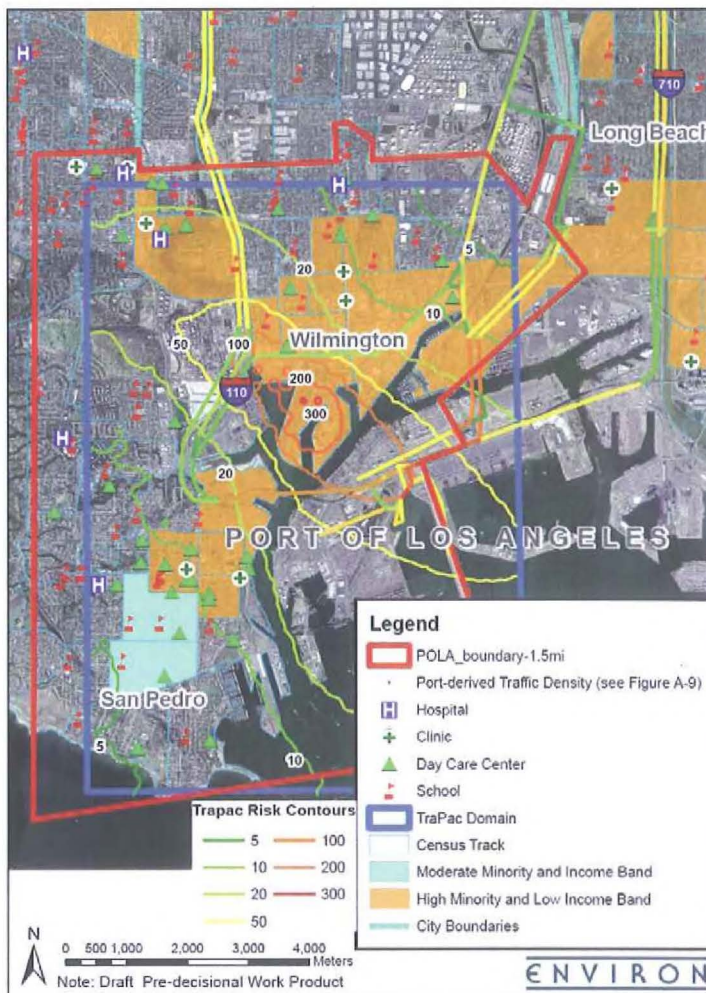 710
Long Beach
H
H
H
H
5
20
10
Wilmington
50
100
110
200
300
H
20
PORT OF LOS ANGELES
H
San Pedro
5
10
Legend
POLA_boundary-1.5mi
Port-derived Traffic Density (see Figure A-9)
H Hospital
Clinic
Day Care Center
School
TraPac Domain
Census Track
Moderate Minority and Income Band
High Minority and Low Income Band
City Boundaries
Trapac Risk Contours
5 100
10 200
20 300
50
N
0 500 1,000 2,000 3,000 4,000
Meters
Note: Draft Pre-decisional Work Product
ENVIRON